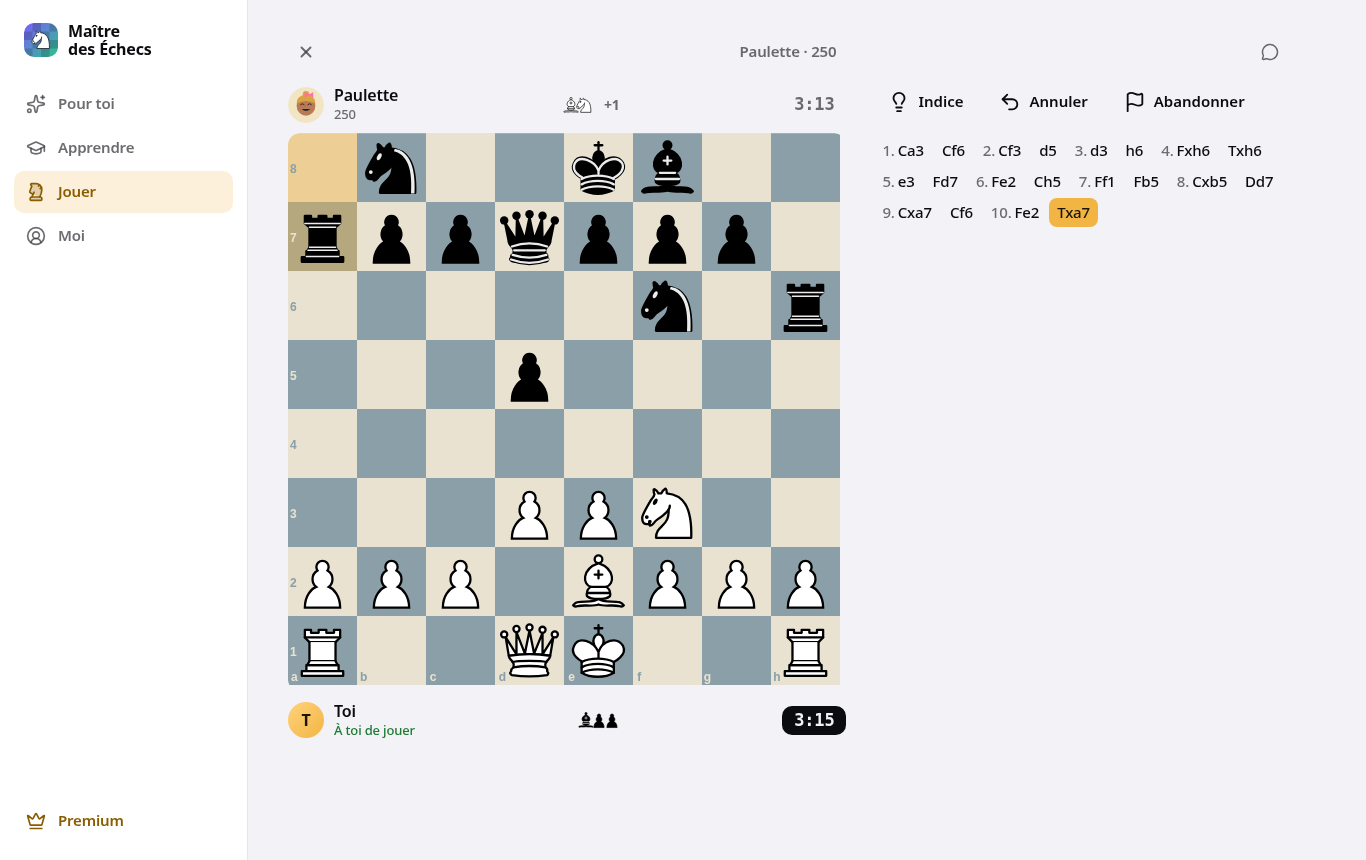 Maître
des Échecs
Pour toi
Apprendre
Jouer
Moi
Premium
Paulette · 250
Paulette
250
+1
3:13
8
7
6
5
4
3
2
1
a b c d e f g h
T
Toi
À toi de jouer
3:15
Indice Annuler Abandonner
1. Ca3 Cf6 2. Cf3 d5 3. d3 h6 4. Fxh6 Txh6
5. e3 Fd7 6. Fe2 Ch5 7. Ff1 Fb5 8. Cxb5 Dd7
9. Cxa7 Cf6 10. Fe2 Txa7